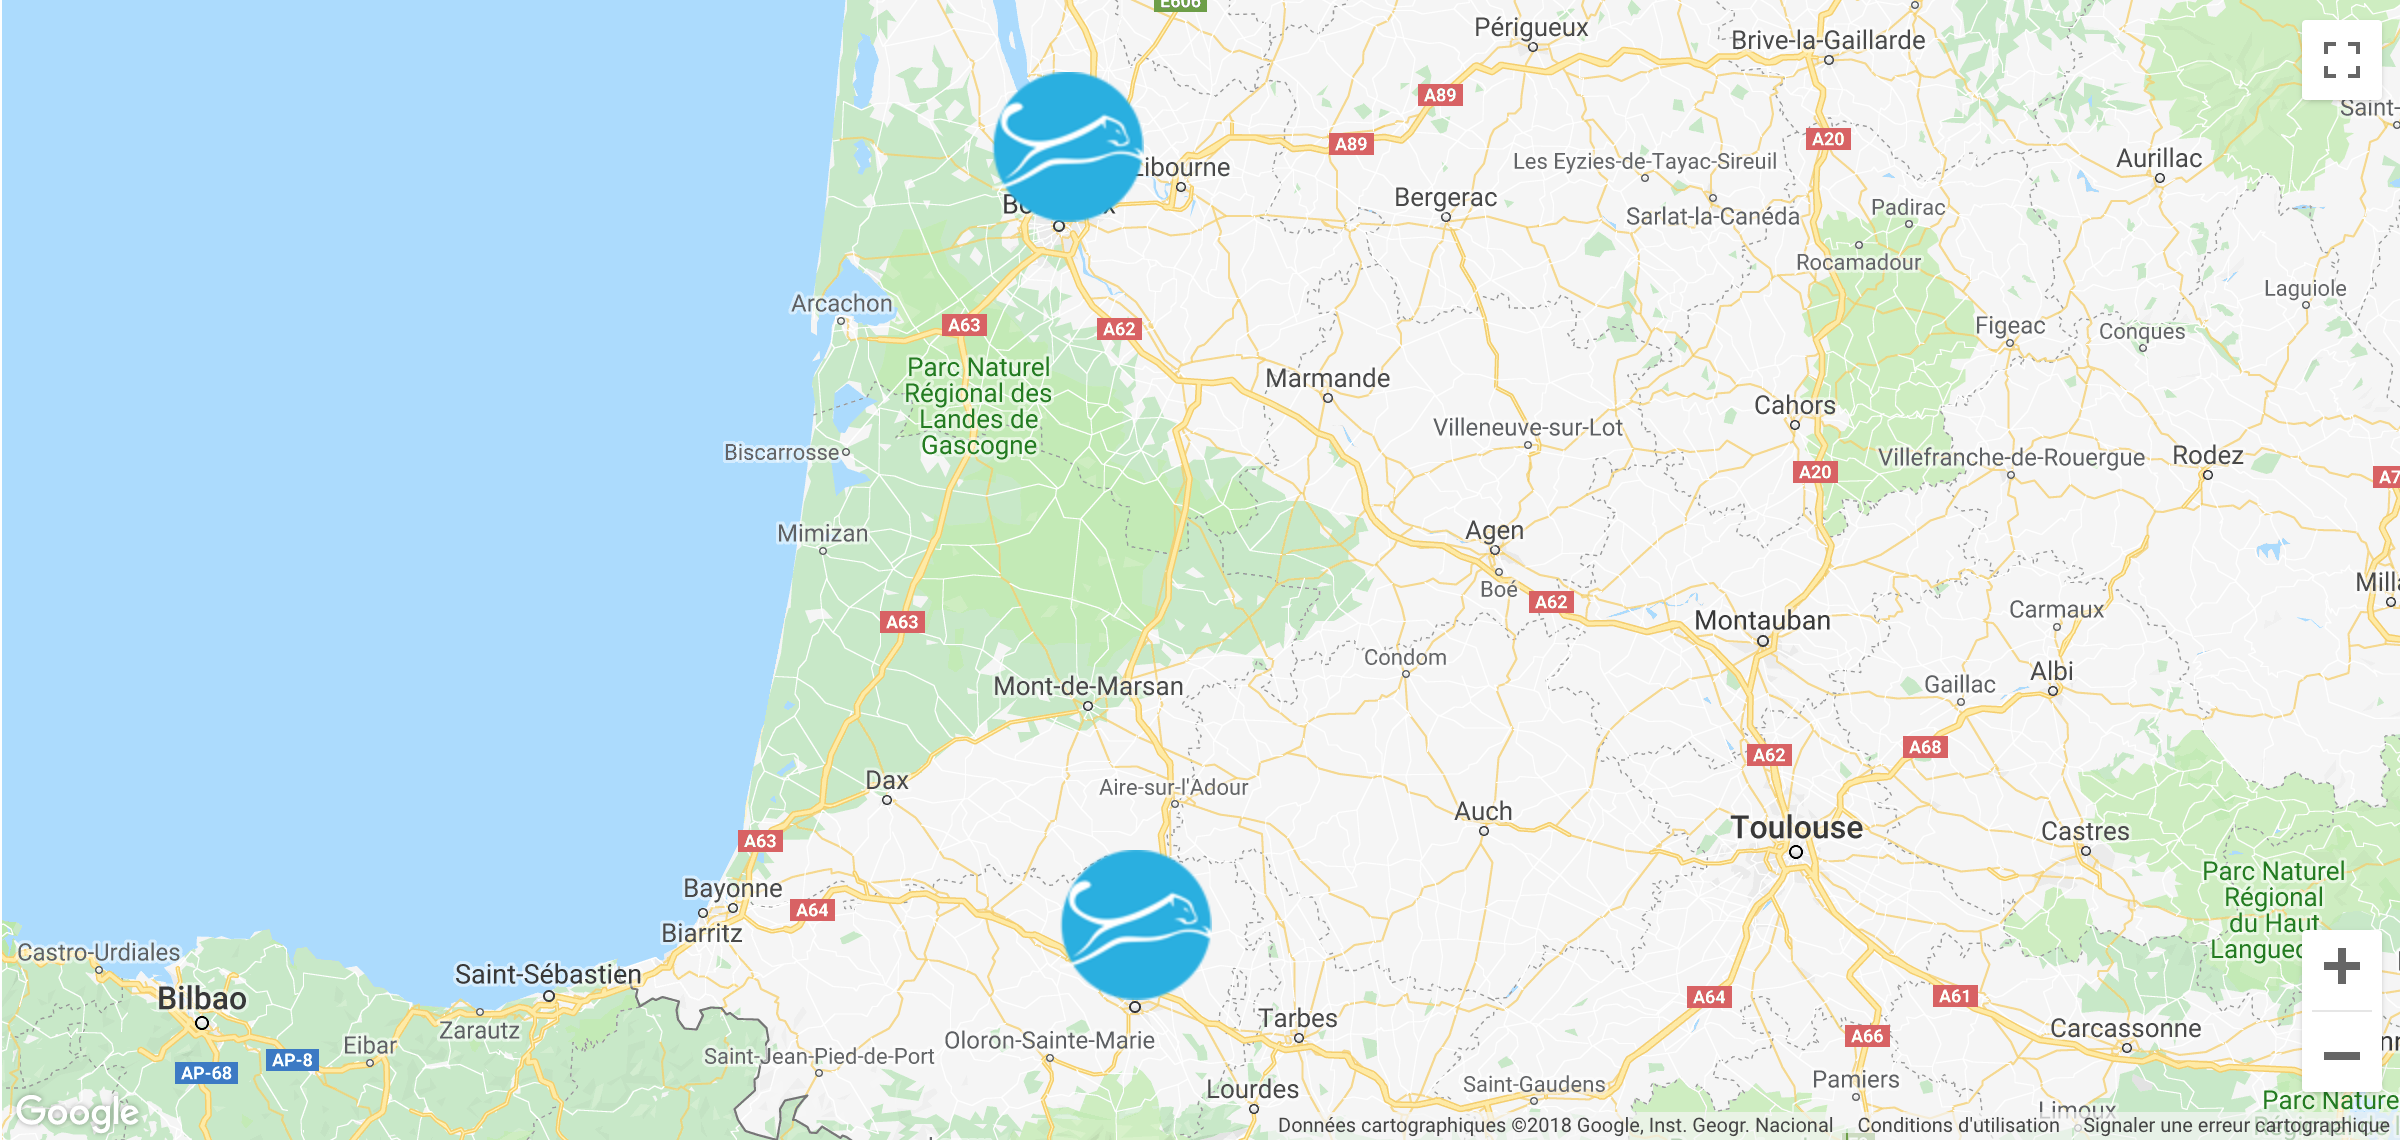 E606
Périgueux
Brive-la-Gaillarde
A89
Saint-
A20
A89
Libourne
Les Eyzies-de-Tayac-Sireuil
Aurillac
Bergerac
Sarlat-la-Canéda
Padirac
Rocamadour
Laguiole
Arcachon
A63
A62
Figeac
Conques
Parc Naturel
Régional des
Landes de
Gascogne
Marmande
Cahors
Villeneuve-sur-Lot
Biscarrosse
Villefranche-de-Rouergue
Rodez
A20
A7
Mimizan
Agen
Boé
A62
Mill
A63
Montauban
Carmaux
Condom
Albi
Mont-de-Marsan
Gaillac
A62
A68
Dax
Aire-sur-l'Adour
Auch
Toulouse
Castres
A63
Parc Naturel
Régional
du Haut
Langue
Bayonne
A64
Biarritz
Castro-Urdiales
Saint-Sébastien
Bilbao
A64
A61
Zarautz
Tarbes
Carcassonne
Oloron-Sainte-Marie
A66
Eibar
AP-8
AP-68
Saint-Jean-Pied-de-Port
Lourdes
Saint-Gaudens
Pamiers
Parc Nature
Limoux
Google
Données cartographiques ©2018 Google, Inst. Geogr. Nacional
Conditions d'utilisation
Signaler une erreur cartographique